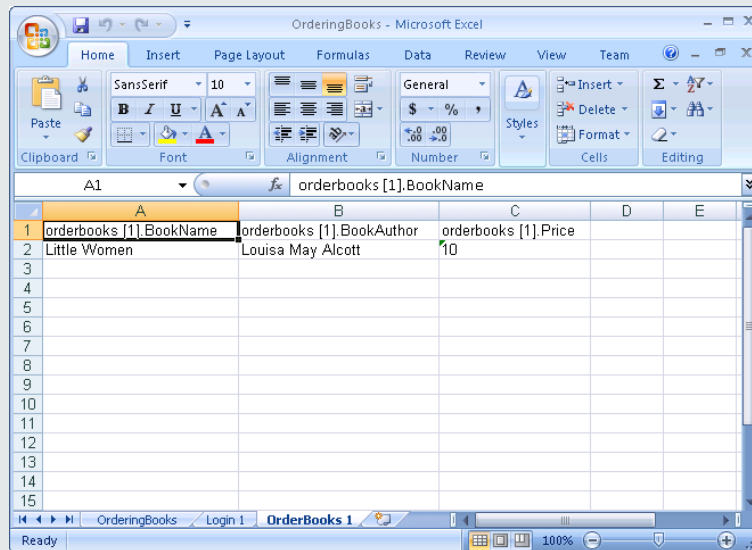 OrderingBooks - Microsoft Excel
Home Insert Page Layout Formulas Data Review View Team
Paste
Clipboard
SansSerif 10
B I U A A
A
Font
Alignment
General
$ % ,
.00 .0
Number
A
Styles
Insert
Delete
Format
Cells
Σ
Editing
A1 fx orderbooks [1].BookName
A B C D E
1 orderbooks [1].BookName orderbooks [1].BookAuthor orderbooks [1].Price
2 Little Women Louisa May Alcott 10
3
4
5
6
7
8
9
10
11
12
13
14
15
OrderingBooks Login 1 OrderBooks 1
Ready 100%